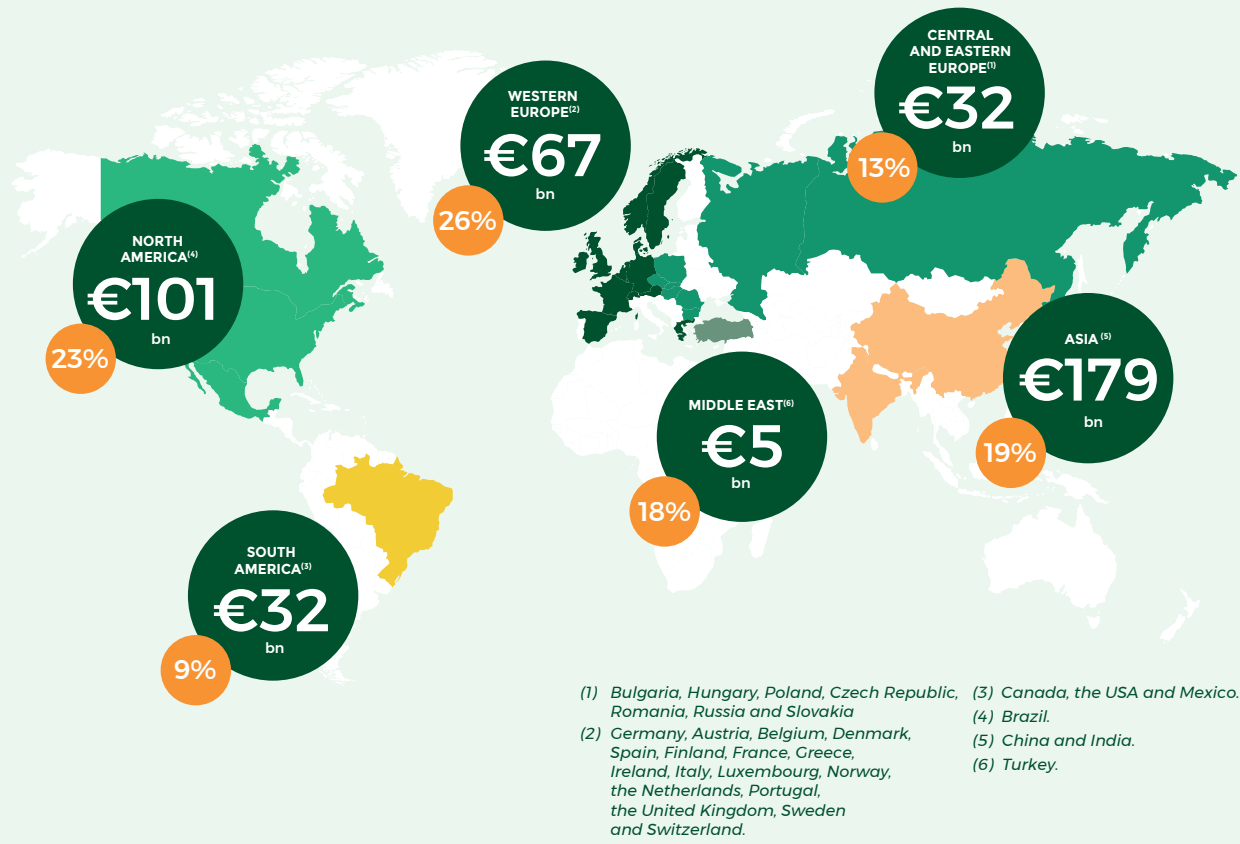 CENTRAL
AND EASTERN
EUROPE(1)
€32
bn
13%
WESTERN
EUROPE(2)
€67
bn
26%
NORTH
AMERICA(4)
€101
bn
23%
ASIA (5)
€179
bn
19%
MIDDLE EAST(6)
€5
bn
18%
SOUTH
AMERICA(3)
€32
bn
9%
(1) Bulgaria, Hungary, Poland, Czech Republic,
Romania, Russia and Slovakia
(2) Germany, Austria, Belgium, Denmark,
Spain, Finland, France, Greece,
Ireland, Italy, Luxembourg, Norway,
the Netherlands, Portugal,
the United Kingdom, Sweden
and Switzerland.
(3) Canada, the USA and Mexico.
(4) Brazil.
(5) China and India.
(6) Turkey.